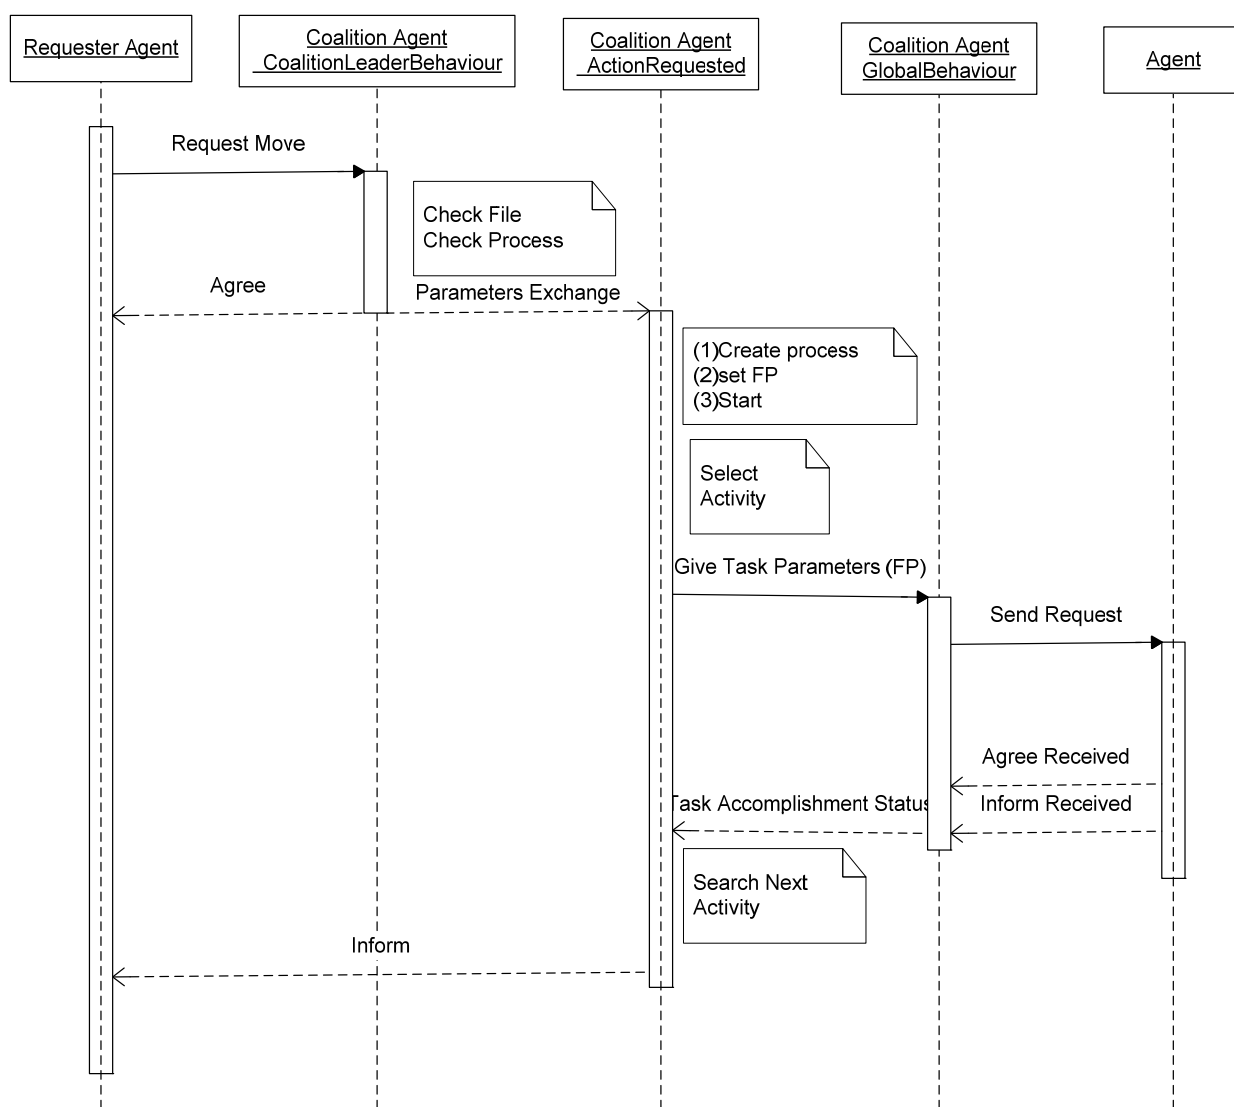 Requester Agent
Coalition Agent
_CoalitionLeaderBehaviour
Coalition Agent
_ActionRequested
Coalition Agent
GlobalBehaviour
Agent
Request Move
Check File
Check Process
Agree
Parameters Exchange
(1)Create process
(2)set FP
(3)Start
Select
Activity
Give Task Parameters (FP)
Send Request
Agree Received
Task Accomplishment Status
Inform Received
Search Next
Activity
Inform